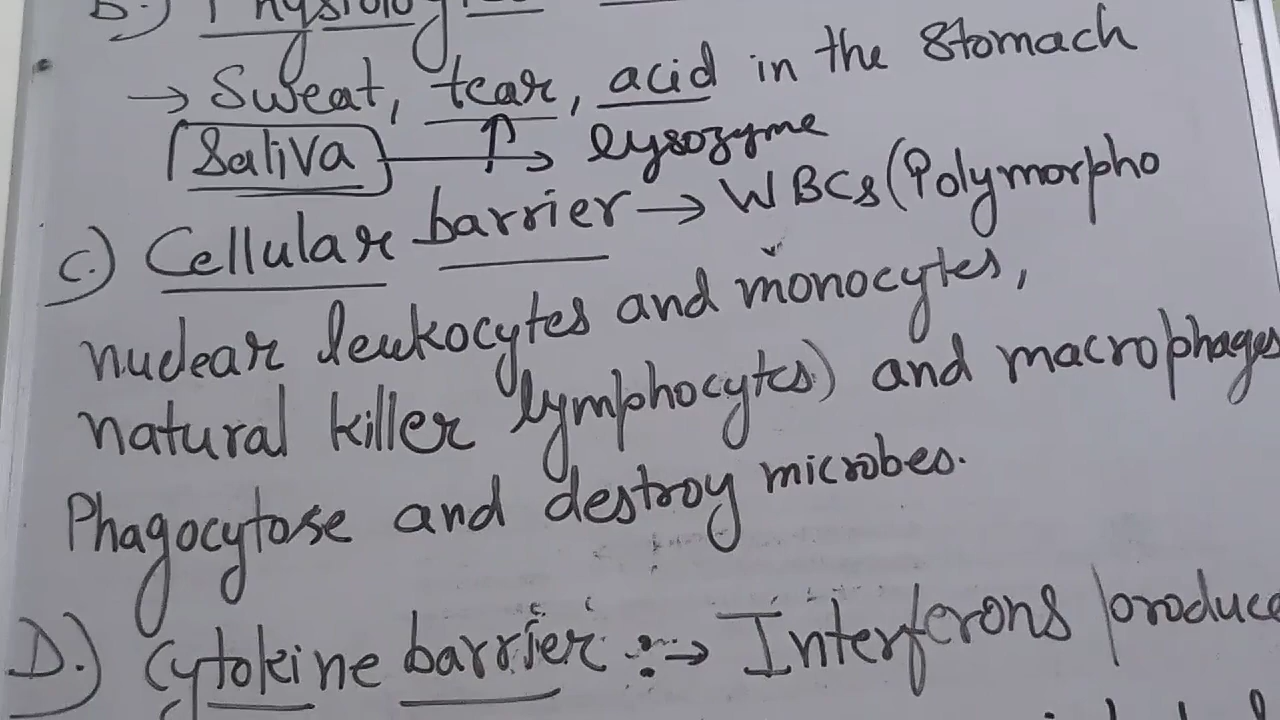 B.) Physiologic
→ Sweat, tear, acid in the stomach
[Saliva] → lysozyme
C.) Cellular barrier → WBCs (Polymorpho
nuclear leukocytes and monocytes,
natural killer lymphocytes) and macrophages
Phagocytose and destroy microbes.
D.) Cytokine barrier :→ Interferons produce